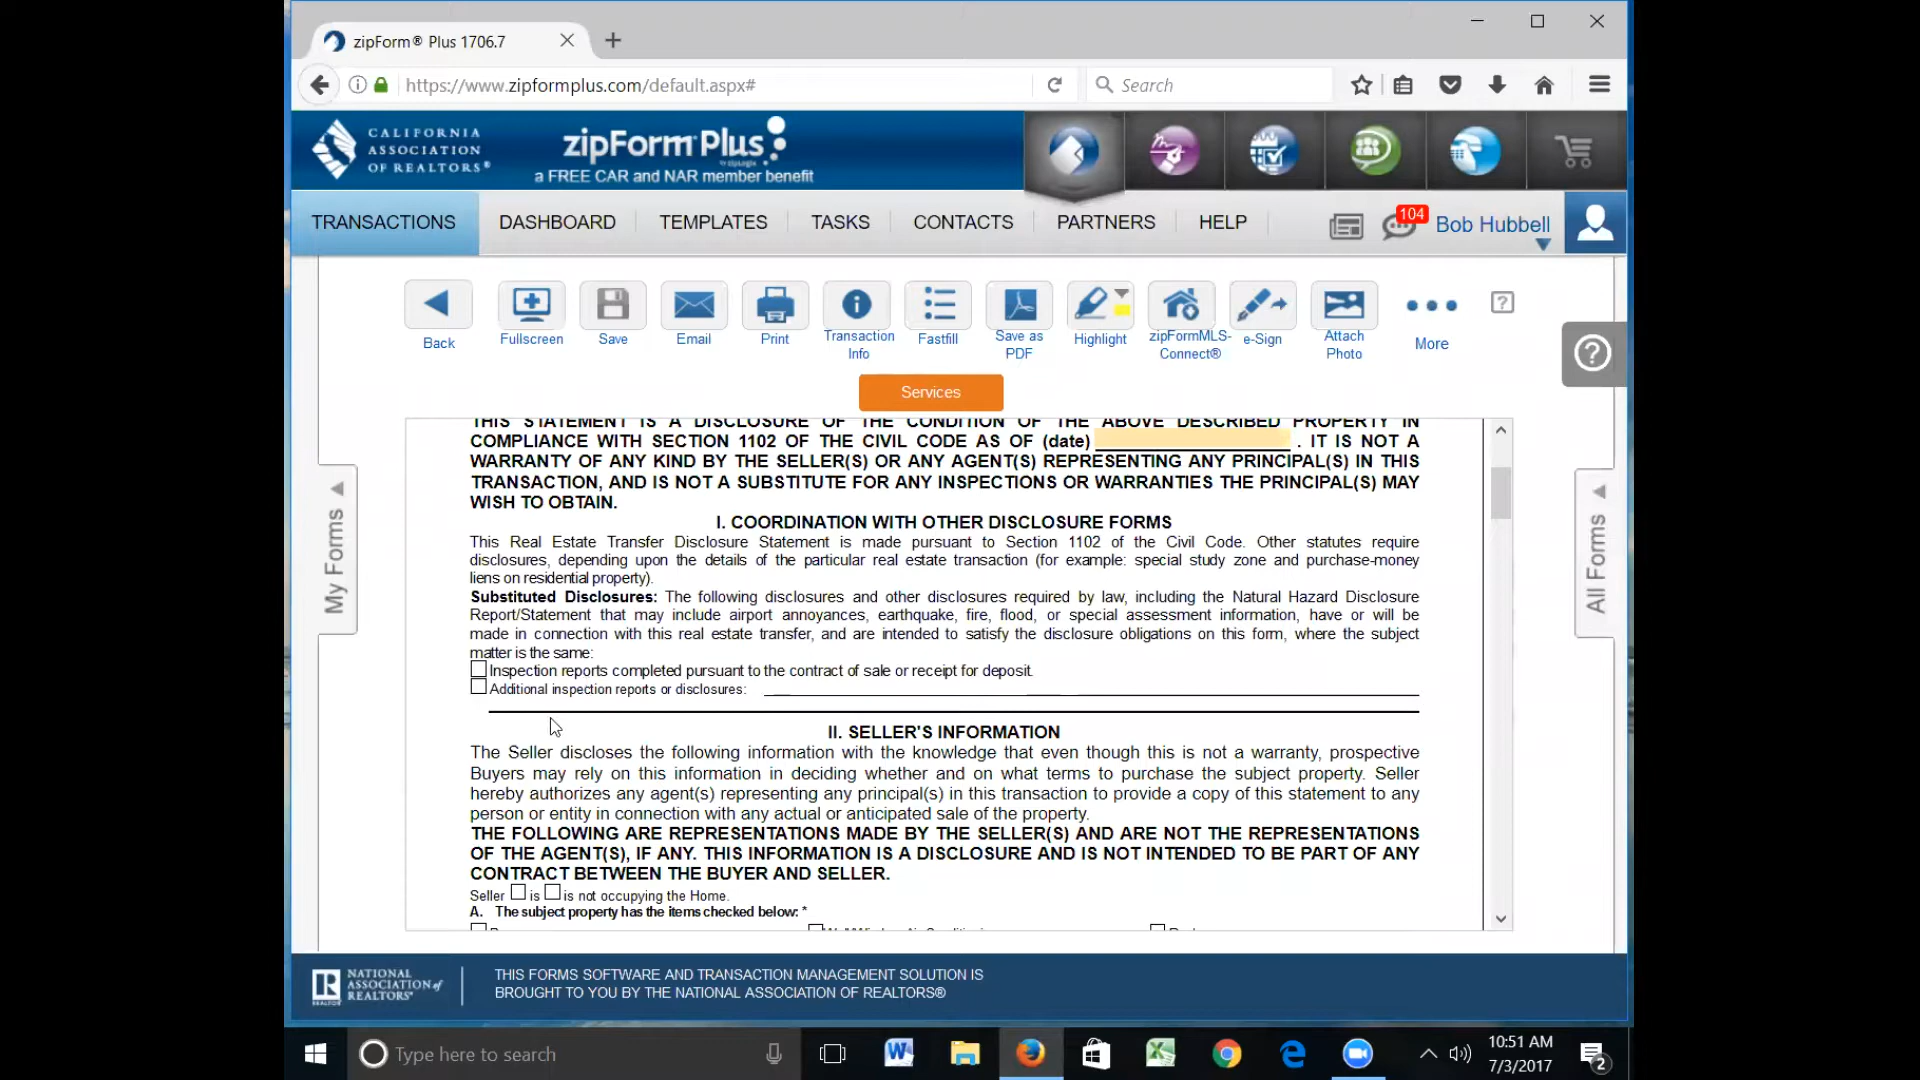 zipForm® Plus 1706.7
https://www.zipformplus.com/default.aspx#
Search
CALIFORNIA
ASSOCIATION
OF REALTORS®
zipForm Plus
by zipLogix
a FREE CAR and NAR member benefit
TRANSACTIONS
DASHBOARD
TEMPLATES
TASKS
CONTACTS
PARTNERS
HELP
104
Bob Hubbell
Back
Fullscreen
Save
Email
Print
Transaction
Info
Fastfill
Save as
PDF
Highlight
zipFormMLS-
Connect®
e-Sign
Attach
Photo
More
Services
My Forms
All Forms
THIS STATEMENT IS A DISCLOSURE OF THE CONDITION OF THE ABOVE DESCRIBED PROPERTY IN
COMPLIANCE WITH SECTION 1102 OF THE CIVIL CODE AS OF (date) . IT IS NOT A
WARRANTY OF ANY KIND BY THE SELLER(S) OR ANY AGENT(S) REPRESENTING ANY PRINCIPAL(S) IN THIS
TRANSACTION, AND IS NOT A SUBSTITUTE FOR ANY INSPECTIONS OR WARRANTIES THE PRINCIPAL(S) MAY
WISH TO OBTAIN.
I. COORDINATION WITH OTHER DISCLOSURE FORMS
This Real Estate Transfer Disclosure Statement is made pursuant to Section 1102 of the Civil Code. Other statutes require
disclosures, depending upon the details of the particular real estate transaction (for example: special study zone and purchase-money
liens on residential property).
Substituted Disclosures: The following disclosures and other disclosures required by law, including the Natural Hazard Disclosure
Report/Statement that may include airport annoyances, earthquake, fire, flood, or special assessment information, have or will be
made in connection with this real estate transfer, and are intended to satisfy the disclosure obligations on this form, where the subject
matter is the same:
Inspection reports completed pursuant to the contract of sale or receipt for deposit.
Additional inspection reports or disclosures:
II. SELLER'S INFORMATION
The Seller discloses the following information with the knowledge that even though this is not a warranty, prospective
Buyers may rely on this information in deciding whether and on what terms to purchase the subject property. Seller
hereby authorizes any agent(s) representing any principal(s) in this transaction to provide a copy of this statement to any
person or entity in connection with any actual or anticipated sale of the property.
THE FOLLOWING ARE REPRESENTATIONS MADE BY THE SELLER(S) AND ARE NOT THE REPRESENTATIONS
OF THE AGENT(S), IF ANY. THIS INFORMATION IS A DISCLOSURE AND IS NOT INTENDED TO BE PART OF ANY
CONTRACT BETWEEN THE BUYER AND SELLER.
Seller is is not occupying the Home.
A. The subject property has the items checked below: *
NATIONAL
ASSOCIATION of
REALTORS®
THIS FORMS SOFTWARE AND TRANSACTION MANAGEMENT SOLUTION IS
BROUGHT TO YOU BY THE NATIONAL ASSOCIATION OF REALTORS®
Type here to search
10:51 AM
7/3/2017
2